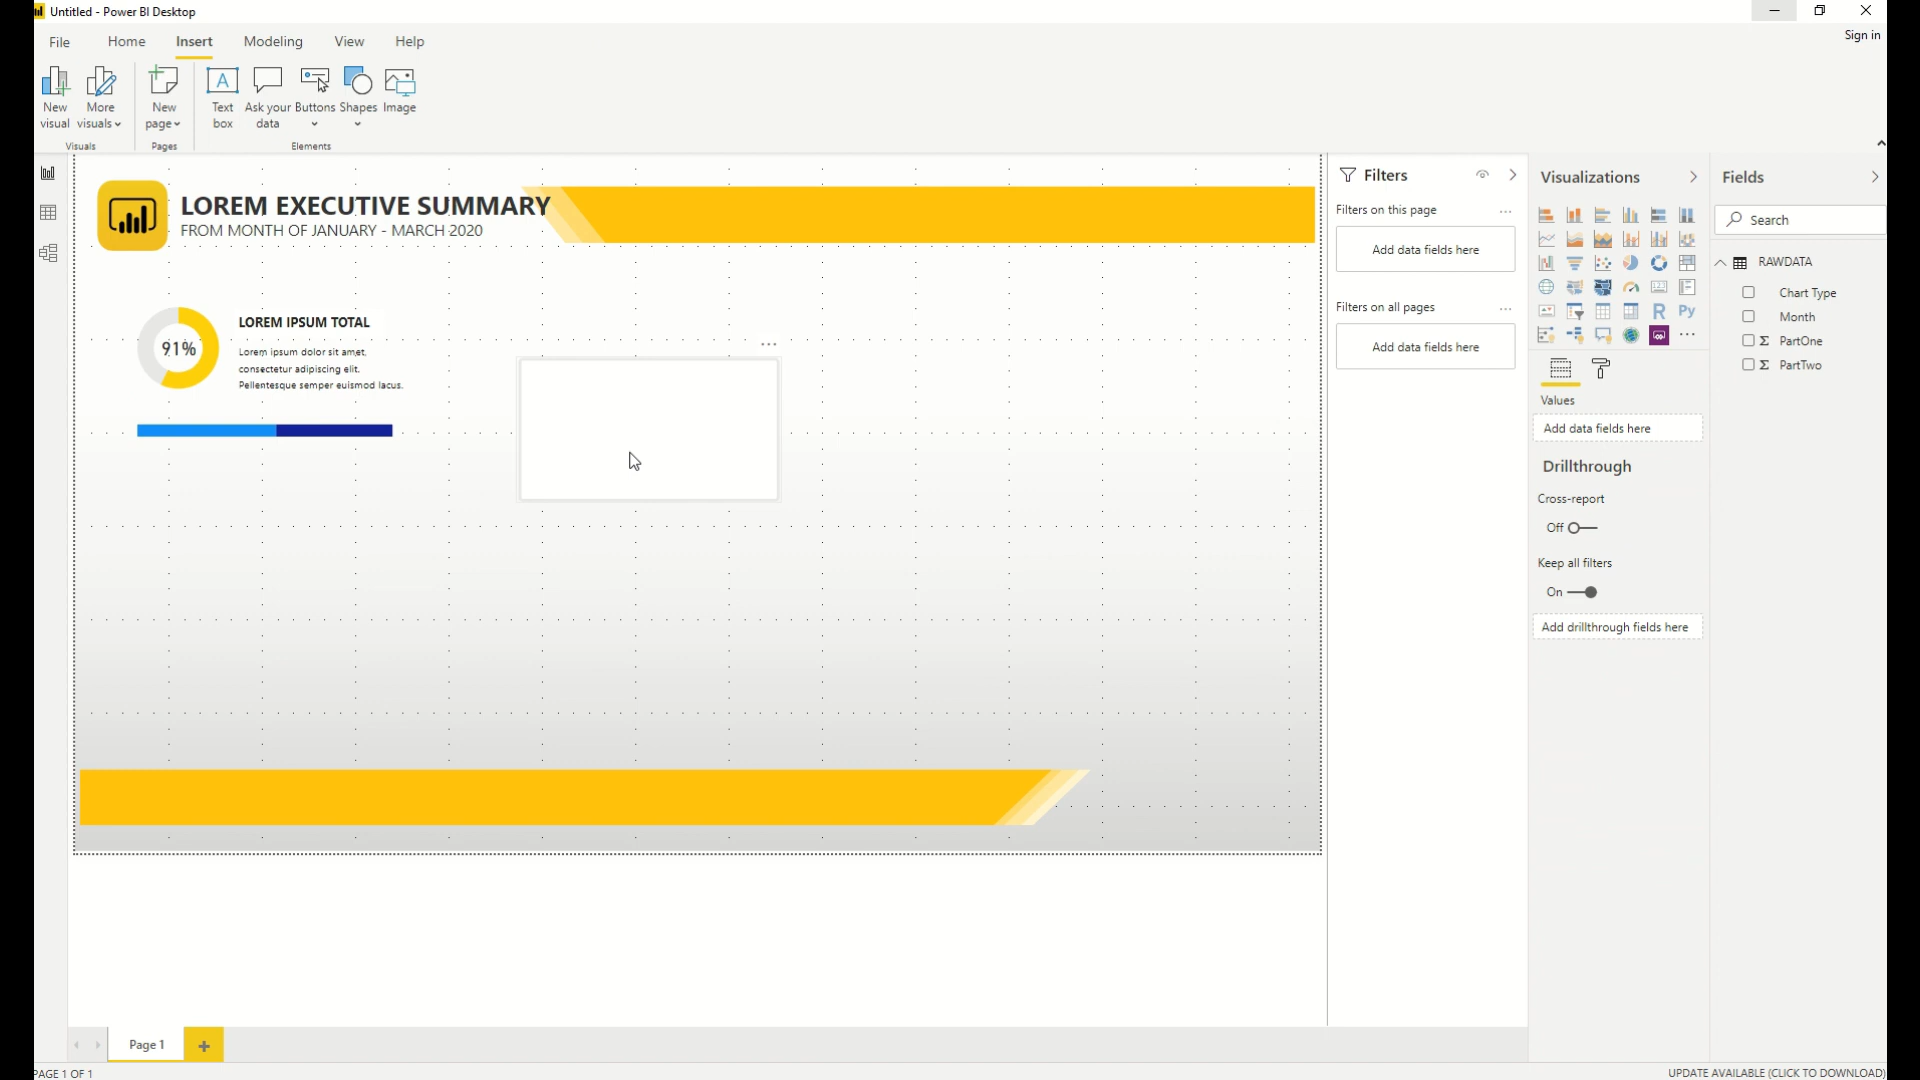 Untitled - Power BI Desktop
File Home Insert Modeling View Help
Sign in
New visual
More visuals
New page
Text box
Ask your data
Buttons
Shapes
Image
Visuals
Pages
Elements
LOREM EXECUTIVE SUMMARY
FROM MONTH OF JANUARY - MARCH 2020
91%
LOREM IPSUM TOTAL
Lorem ipsum dolor sit amet,
consectetur adipiscing elit.
Pellentesque semper euismod lacus.
Filters
Filters on this page
Add data fields here
Filters on all pages
Add data fields here
Visualizations
R
Py
123
Values
Add data fields here
Drillthrough
Cross-report
Off
Keep all filters
On
Add drillthrough fields here
Fields
Search
RAWDATA
Chart Type
Month
Σ PartOne
Σ PartTwo
Page 1
PAGE 1 OF 1
UPDATE AVAILABLE (CLICK TO DOWNLOAD)